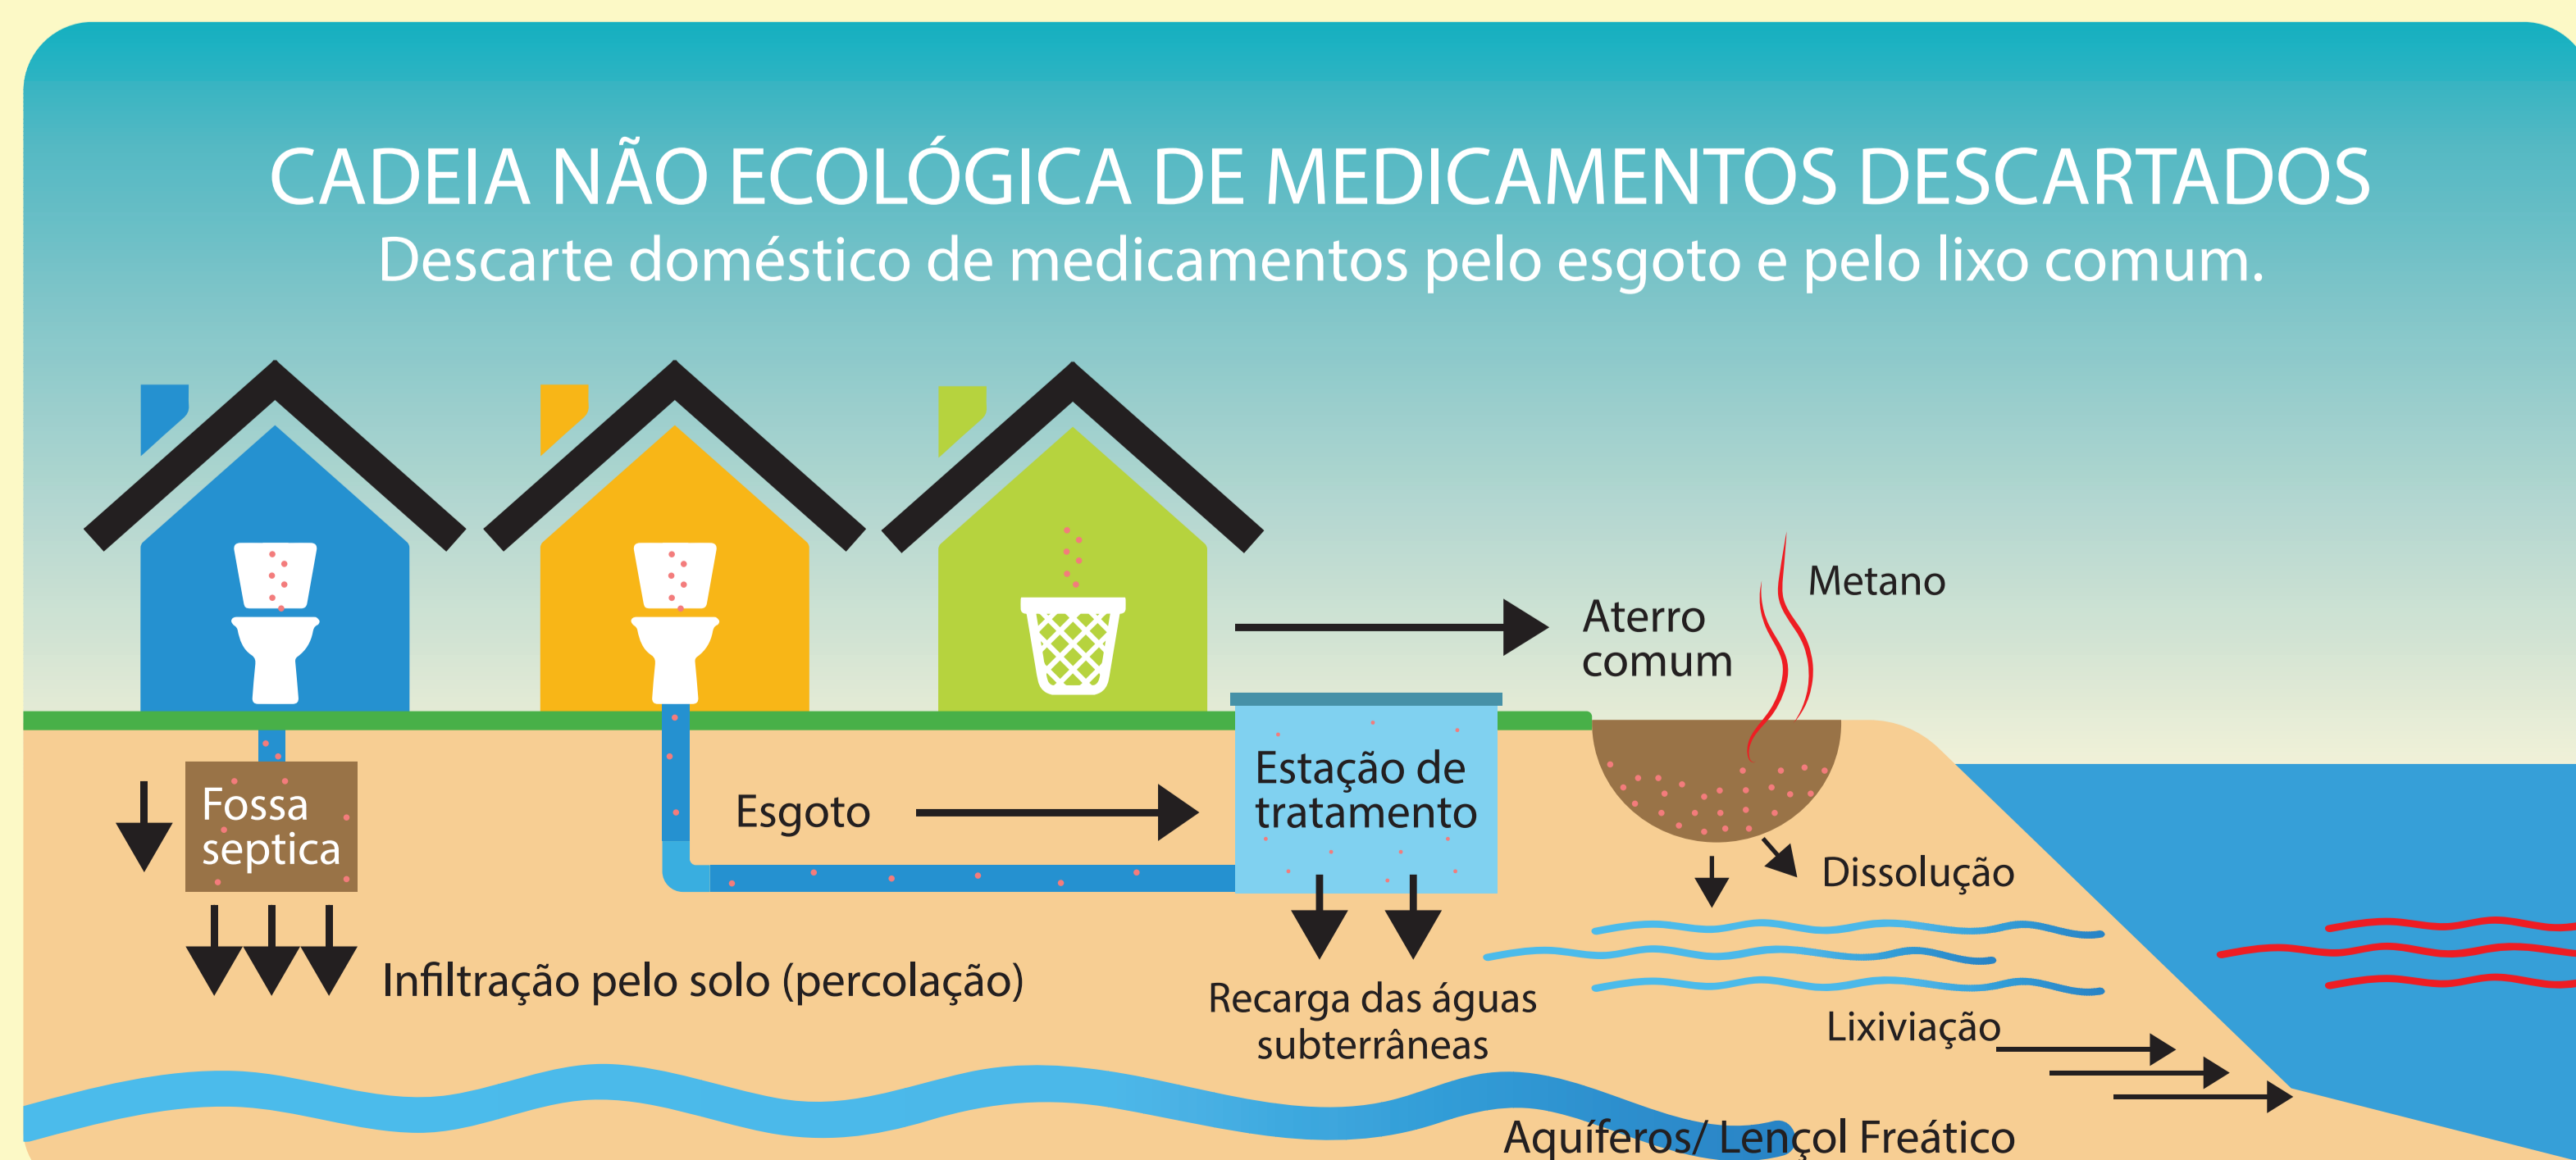 CADEIA NÃO ECOLÓGICA DE MEDICAMENTOS DESCARTADOS
Descarte doméstico de medicamentos pelo esgoto e pelo lixo comum.
Metano
Aterro
comum
Fossa
septica
Esgoto
Estação de
tratamento
Dissolução
Infiltração pelo solo (percolação)
Recarga das águas
subterrâneas
Lixiviação
Aquíferos/ Lençol Freático